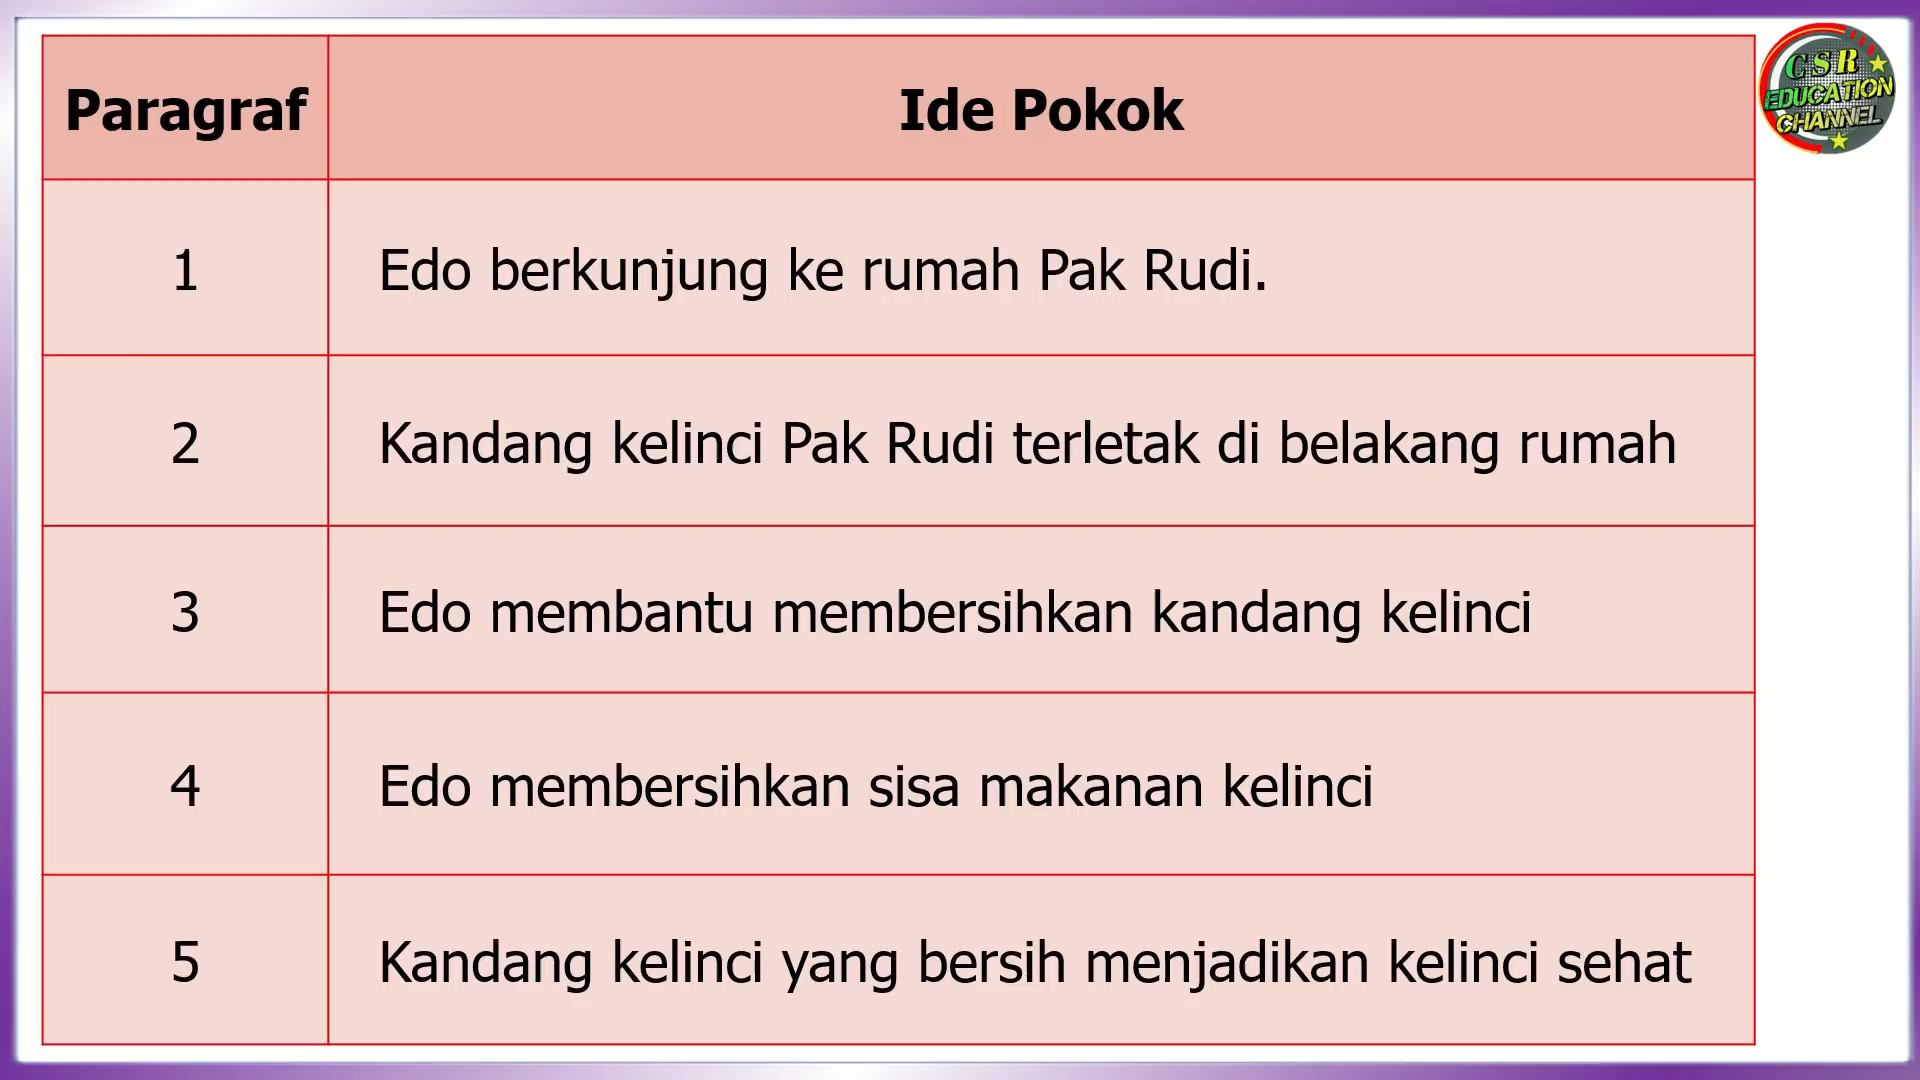 Paragraf Ide Pokok
1 Edo berkunjung ke rumah Pak Rudi.
2 Kandang kelinci Pak Rudi terletak di belakang rumah
3 Edo membantu membersihkan kandang kelinci
4 Edo membersihkan sisa makanan kelinci
5 Kandang kelinci yang bersih menjadikan kelinci sehat
CSR
EDUCATION
CHANNEL